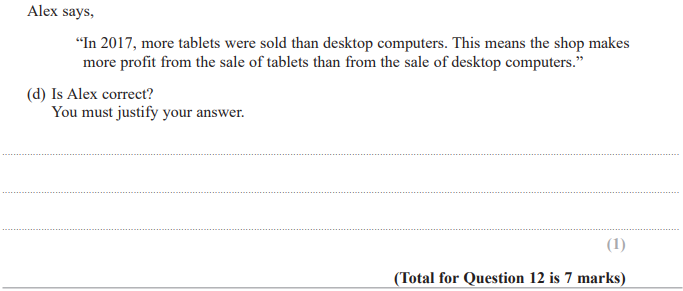 Alex says,
“In 2017, more tablets were sold than desktop computers. This means the shop makes
more profit from the sale of tablets than from the sale of desktop computers.”
(d) Is Alex correct?
You must justify your answer.
(1)
(Total for Question 12 is 7 marks)